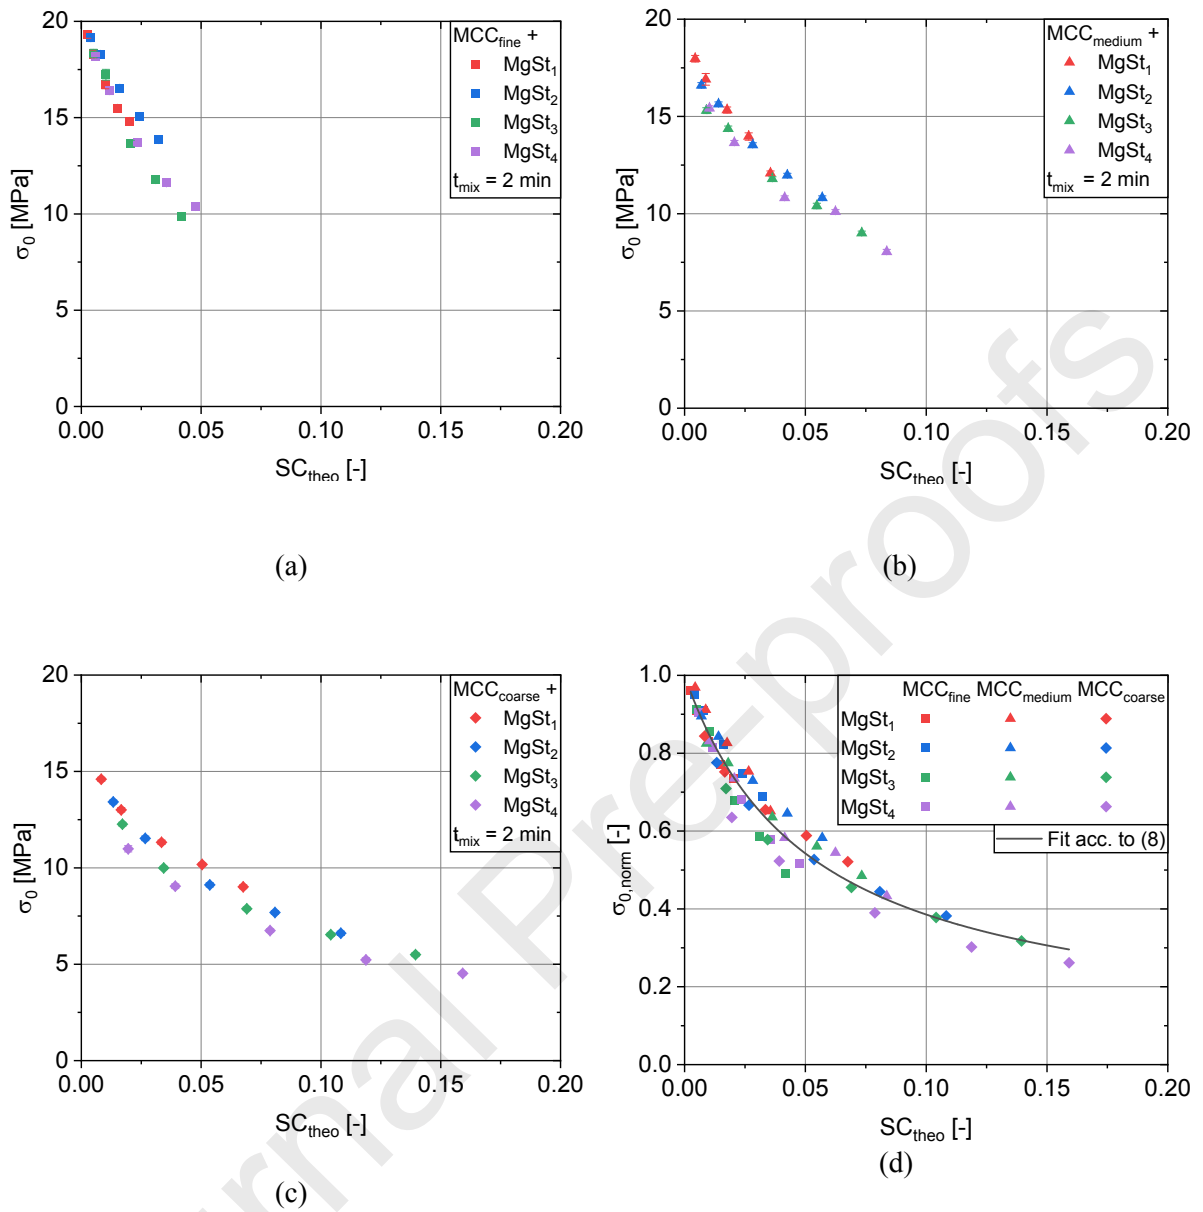 20
15
10
5
0
0.00 0.05 0.10 0.15 0.20
σ0 [MPa]
SCtheo [-]
MCCfine +
MgSt1
MgSt2
MgSt3
MgSt4
tmix = 2 min
(a)
20
15
10
5
0
0.00 0.05 0.10 0.15 0.20
σ0 [MPa]
SCtheo [-]
MCCmedium +
MgSt1
MgSt2
MgSt3
MgSt4
tmix = 2 min
(b)
20
15
10
5
0
0.00 0.05 0.10 0.15 0.20
σ0 [MPa]
SCtheo [-]
MCCcoarse +
MgSt1
MgSt2
MgSt3
MgSt4
tmix = 2 min
(c)
1.0
0.8
0.6
0.4
0.2
0.0
0.00 0.05 0.10 0.15 0.20
σ0,norm [-]
SCtheo [-]
MCCfine MCCmedium MCCcoarse
MgSt1
MgSt2
MgSt3
MgSt4
Fit acc. to (8)
(d)
rnal Pre-proofs